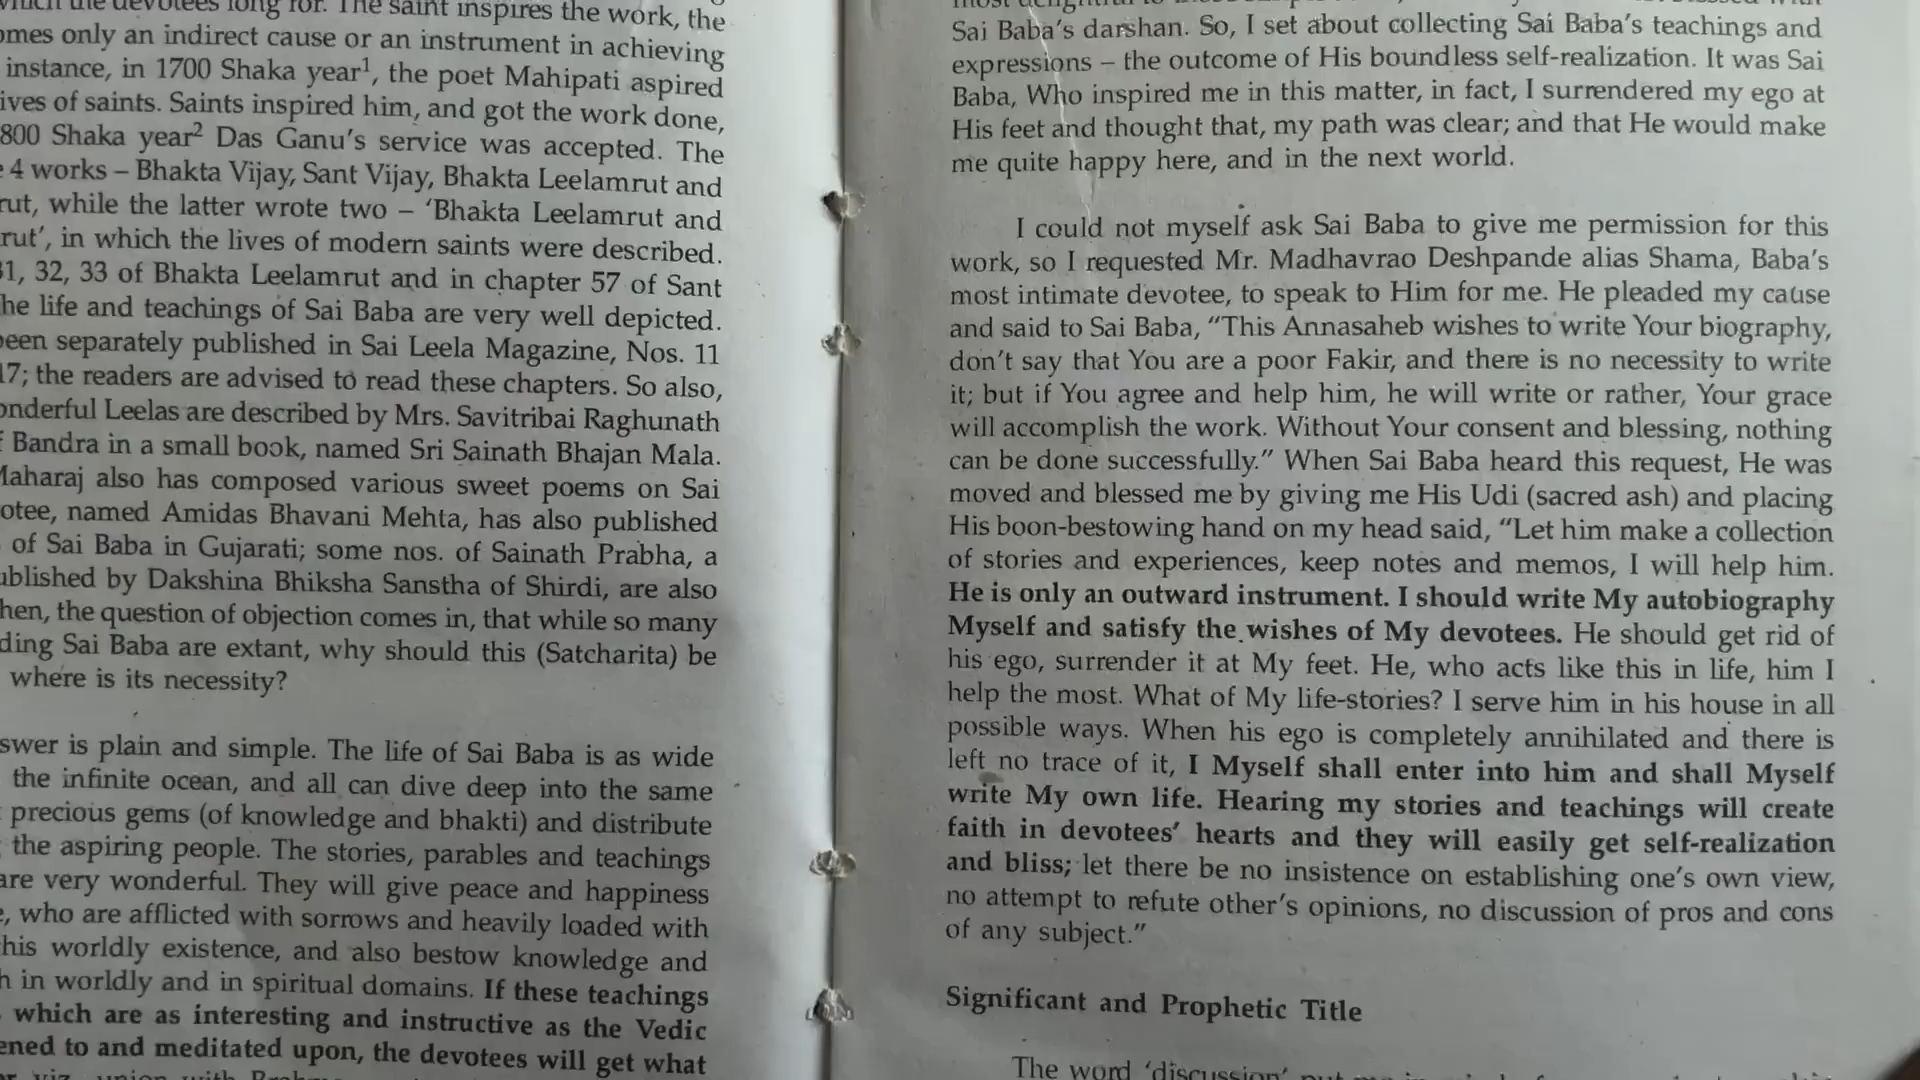 which the devotees long for. The saint inspires the work, the
omes only an indirect cause or an instrument in achieving
instance, in 1700 Shaka year¹, the poet Mahipati aspired
ives of saints. Saints inspired him, and got the work done,
800 Shaka year² Das Ganu's service was accepted. The
4 works – Bhakta Vijay, Sant Vijay, Bhakta Leelamrut and
rut, while the latter wrote two – 'Bhakta Leelamrut and
rut', in which the lives of modern saints were described.
31, 32, 33 of Bhakta Leelamrut and in chapter 57 of Sant
he life and teachings of Sai Baba are very well depicted.
been separately published in Sai Leela Magazine, Nos. 11
17; the readers are advised to read these chapters. So also,
onderful Leelas are described by Mrs. Savitribai Raghunath
Bandra in a small book, named Sri Sainath Bhajan Mala.
Maharaj also has composed various sweet poems on Sai
otee, named Amidas Bhavani Mehta, has also published
of Sai Baba in Gujarati; some nos. of Sainath Prabha, a
ublished by Dakshina Bhiksha Sanstha of Shirdi, are also
hen, the question of objection comes in, that while so many
ding Sai Baba are extant, why should this (Satcharita) be
where is its necessity?
swer is plain and simple. The life of Sai Baba is as wide
the infinite ocean, and all can dive deep into the same
precious gems (of knowledge and bhakti) and distribute
the aspiring people. The stories, parables and teachings
are very wonderful. They will give peace and happiness
, who are afflicted with sorrows and heavily loaded with
his worldly existence, and also bestow knowledge and
h in worldly and in spiritual domains. If these teachings
which are as interesting and instructive as the Vedic
ened to and meditated upon, the devotees will get what
viz. union with
Sai Baba's darshan. So, I set about collecting Sai Baba's teachings and
expressions – the outcome of His boundless self-realization. It was Sai
Baba, Who inspired me in this matter, in fact, I surrendered my ego at
His feet and thought that, my path was clear; and that He would make
me quite happy here, and in the next world.
I could not myself ask Sai Baba to give me permission for this
work, so I requested Mr. Madhavrao Deshpande alias Shama, Baba's
most intimate devotee, to speak to Him for me. He pleaded my cause
and said to Sai Baba, "This Annasaheb wishes to write Your biography,
don't say that You are a poor Fakir, and there is no necessity to write
it; but if You agree and help him, he will write or rather, Your grace
will accomplish the work. Without Your consent and blessing, nothing
can be done successfully." When Sai Baba heard this request, He was
moved and blessed me by giving me His Udi (sacred ash) and placing
His boon-bestowing hand on my head said, "Let him make a collection
of stories and experiences, keep notes and memos, I will help him.
He is only an outward instrument. I should write My autobiography
Myself and satisfy the wishes of My devotees. He should get rid of
his ego, surrender it at My feet. He, who acts like this in life, him I
help the most. What of My life-stories? I serve him in his house in all
possible ways. When his ego is completely annihilated and there is
left no trace of it, I Myself shall enter into him and shall Myself
write My own life. Hearing my stories and teachings will create
faith in devotees' hearts and they will easily get self-realization
and bliss; let there be no insistence on establishing one's own view,
no attempt to refute other's opinions, no discussion of pros and cons
of any subject."
Significant and Prophetic Title
The word 'discussion' put me in